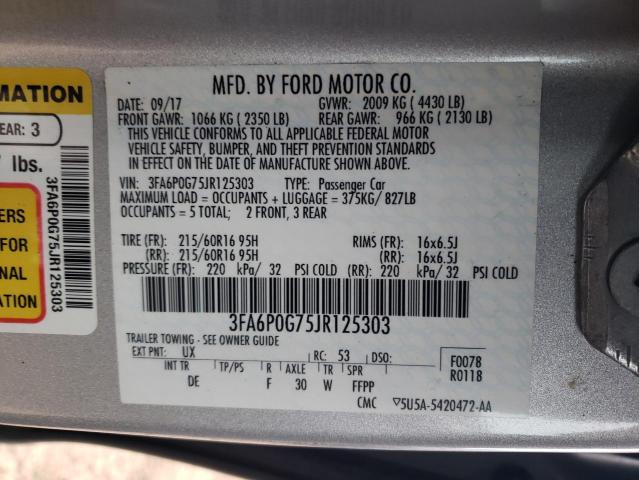 MATION
EAR: 3
lbs.
ERS
FOR
NAL
ATION
3FA6P0G75JR125303
MFD. BY FORD MOTOR CO.
DATE: 09/17 GVWR: 2009 KG ( 4430 LB)
FRONT GAWR: 1066 KG ( 2350 LB) REAR GAWR: 966 KG ( 2130 LB)
THIS VEHICLE CONFORMS TO ALL APPLICABLE FEDERAL MOTOR
VEHICLE SAFETY, BUMPER, AND THEFT PREVENTION STANDARDS
IN EFFECT ON THE DATE OF MANUFACTURE SHOWN ABOVE.
VIN: 3FA6P0G75JR125303 TYPE: Passenger Car
MAXIMUM LOAD = OCCUPANTS + LUGGAGE = 375KG/ 827LB
OCCUPANTS = 5 TOTAL; 2 FRONT, 3 REAR
TIRE (FR): 215/60R16 95H RIMS (FR): 16x6.5J
(RR): 215/60R16 95H (RR): 16x6.5J
PRESSURE (FR): 220 kPa/ 32 PSI COLD (RR): 220 kPa/ 32 PSI COLD
3FA6P0G75JR125303
TRAILER TOWING - SEE OWNER GUIDE
EXT PNT: UX RC: 53 DSO:
F0078
R0118
INT TR TP/PS R AXLE TR SPR
DE F 30 W FFPP
CMC ▽5U5A-5420472-AA